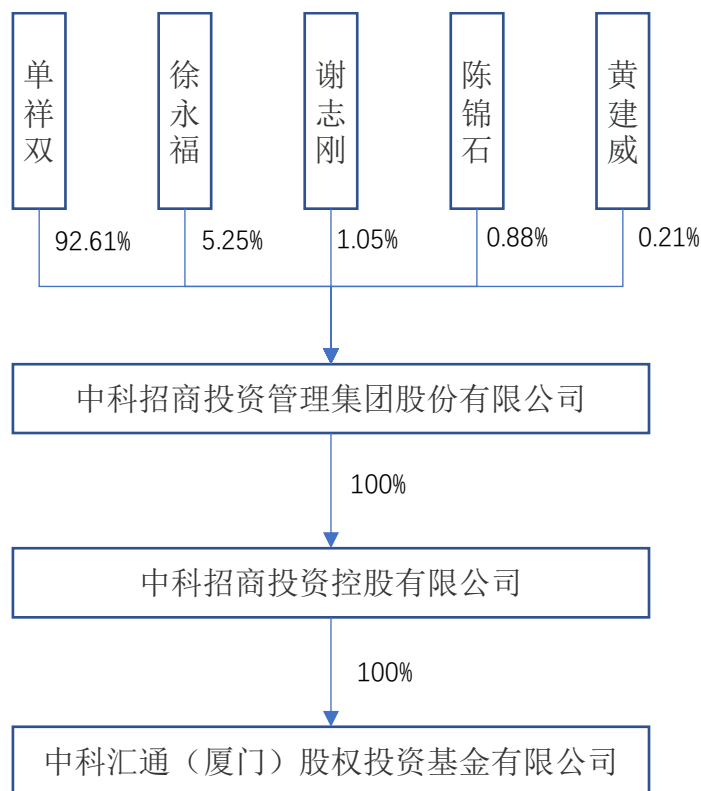 单祥双
徐永福
谢志刚
陈锦石
黄建威
92.61%
5.25%
1.05%
0.88%
0.21%
中科招商投资管理集团股份有限公司
100%
中科招商投资控股有限公司
100%
中科汇通（厦门）股权投资基金有限公司